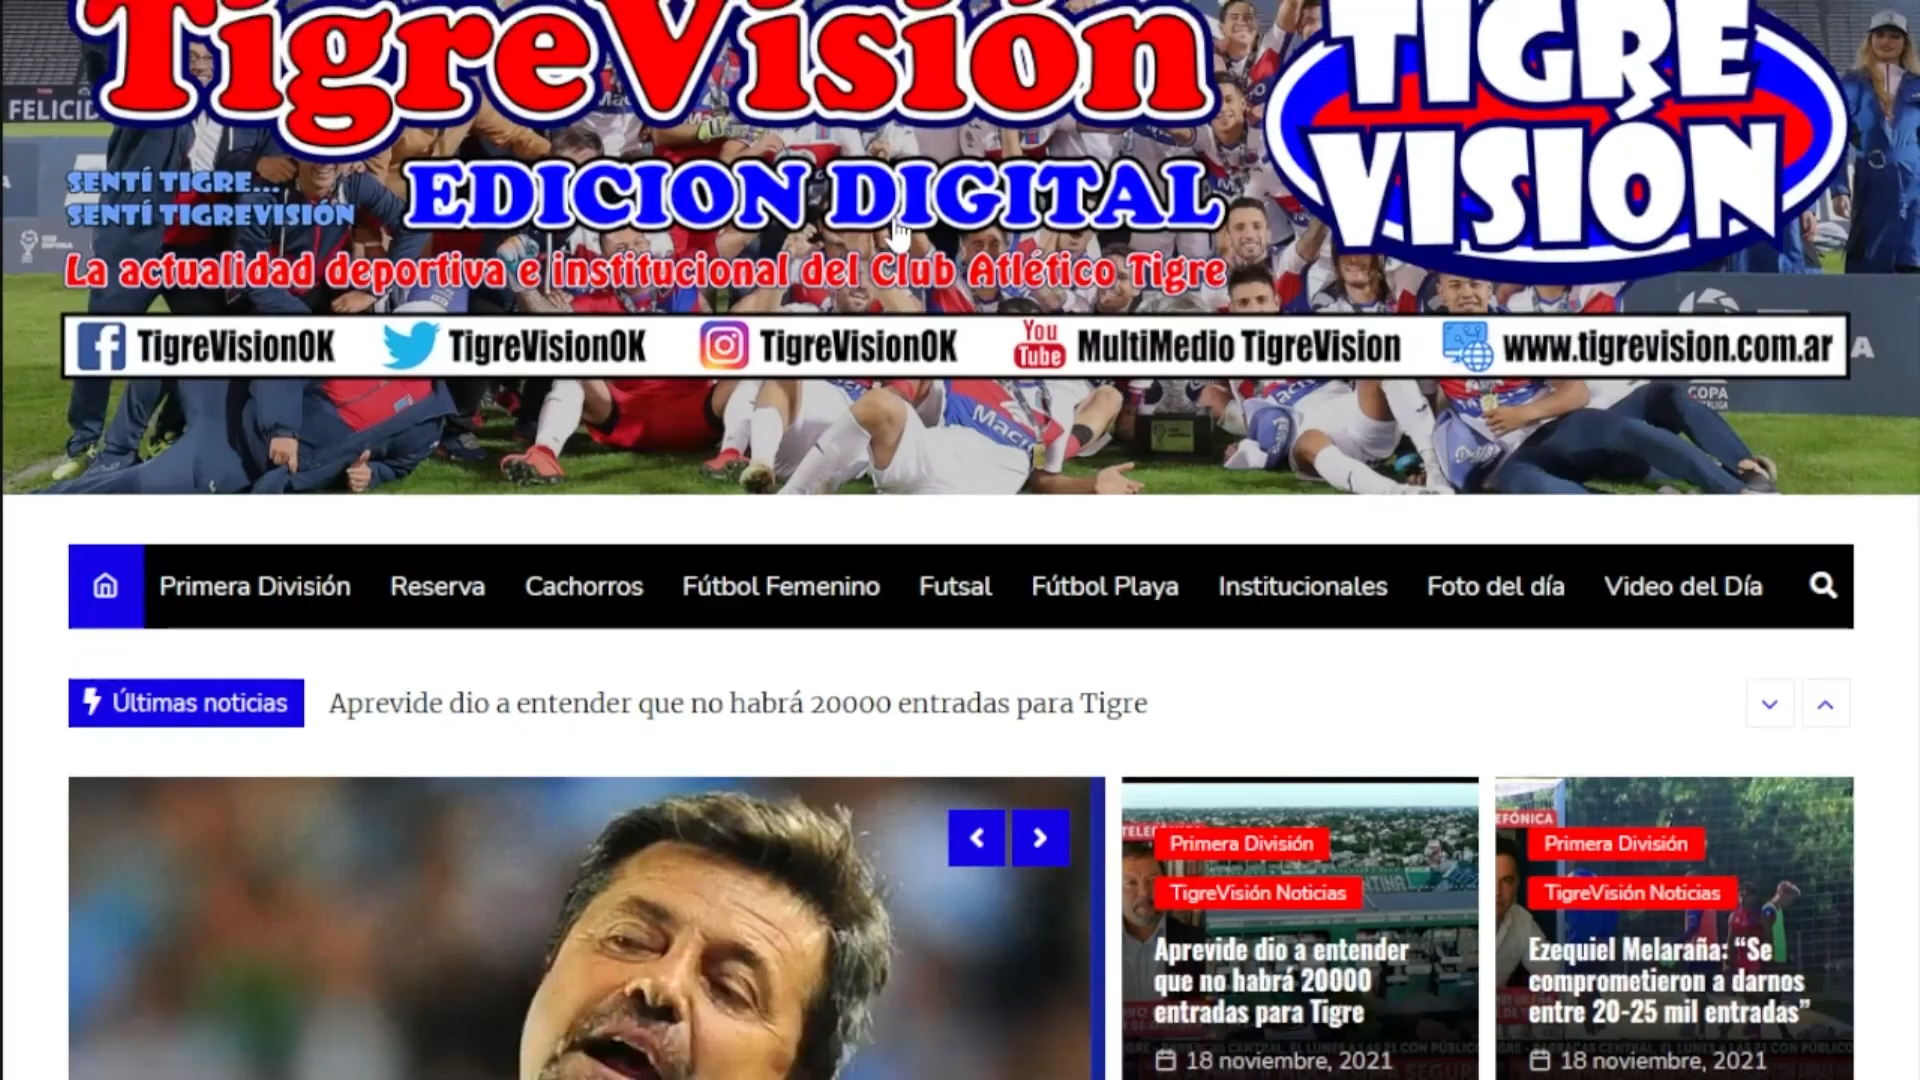 TigreVisión
TIGRE
VISIÓN
FELICID
SENTÍ TIGRE...
SENTÍ TIGREVISIÓN
EDICION DIGITAL
La actualidad deportiva e institucional del Club Atlético Tigre
TigreVisionOK
TigreVisionOK
TigreVisionOK
You
Tube
MultiMedio TigreVision
www.tigrevision.com.ar
COPA
Macro
Primera División
Reserva
Cachorros
Fútbol Femenino
Futsal
Fútbol Playa
Institucionales
Foto del día
Video del Día
Últimas noticias
Aprevide dio a entender que no habrá 20000 entradas para Tigre
Primera División
TigreVisión Noticias
Aprevide dio a entender
que no habrá 20000
entradas para Tigre
18 noviembre, 2021
EFÓNICA
Primera División
TigreVisión Noticias
Ezequiel Melaraña: “Se
comprometieron a darnos
entre 20-25 mil entradas”
18 noviembre, 2021